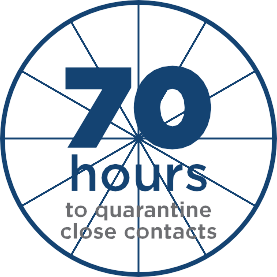 70
hours
to quarantine
close contacts